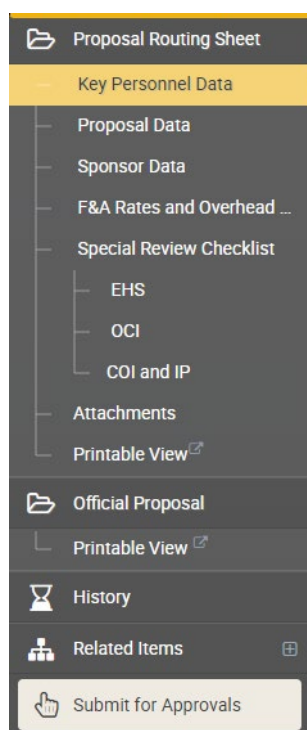 Proposal Routing Sheet
Key Personnel Data
Proposal Data
Sponsor Data
F&A Rates and Overhead ...
Special Review Checklist
EHS
OCI
COI and IP
Attachments
Printable View
Official Proposal
Printable View
History
Related Items
Submit for Approvals